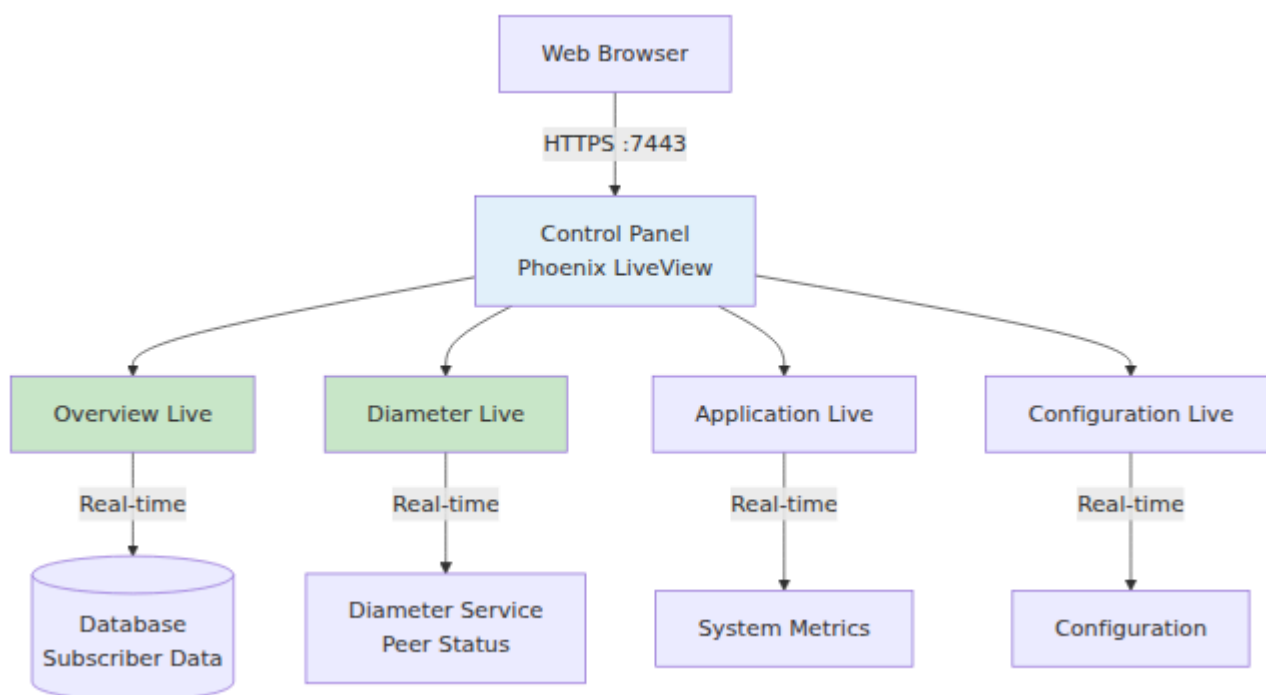 Web Browser
HTTPS :7443
Control Panel
Phoenix LiveView
Overview Live
Diameter Live
Application Live
Configuration Live
Real-time
Real-time
Real-time
Real-time
Database
Subscriber Data
Diameter Service
Peer Status
System Metrics
Configuration